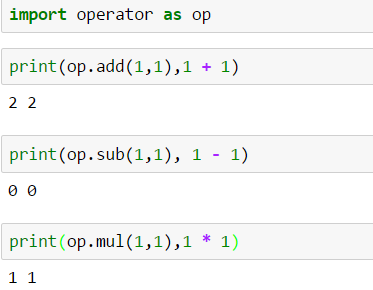 import operator as op
print(op.add(1,1),1 + 1)
2 2
print(op.sub(1,1), 1 - 1)
0 0
print(op.mul(1,1),1 * 1)
1 1